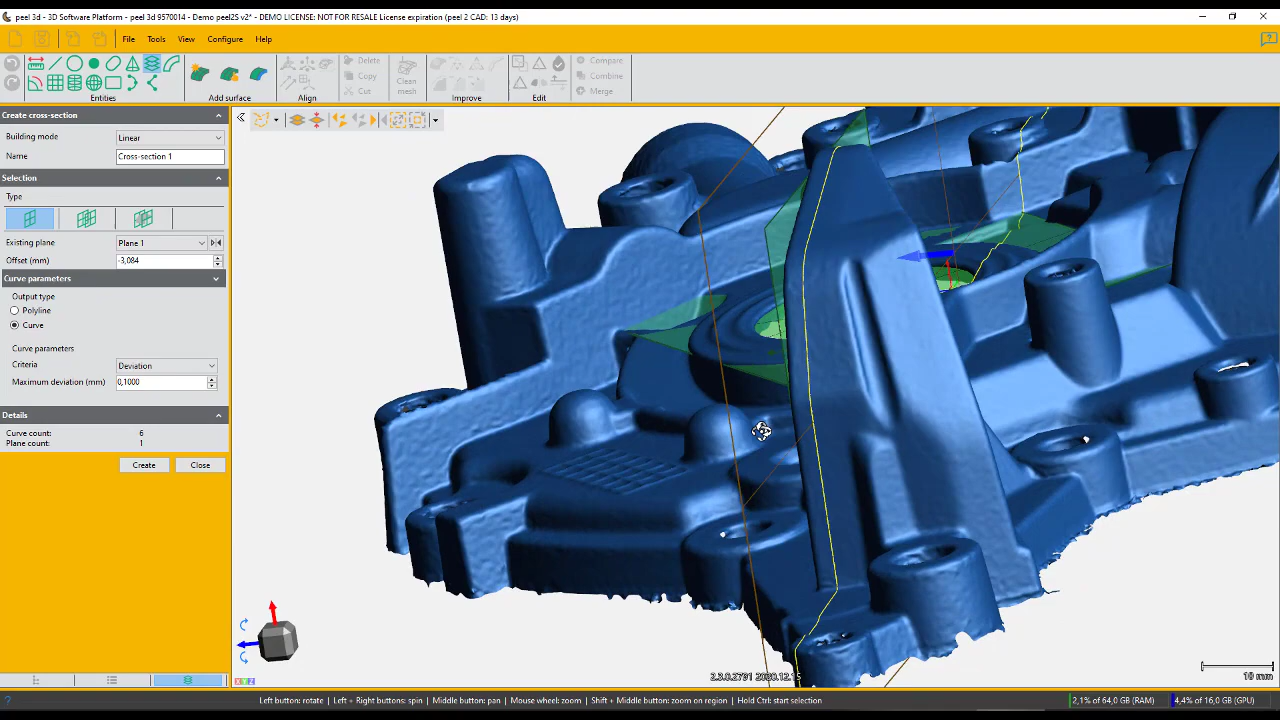 peel 3d - 3D Software Platform - peel 3d 9570014 - Demo peel2S v2* - DEMO LICENSE: NOT FOR RESALE License expiration (peel 2 CAD: 13 days)
File Tools View Configure Help
Delete
Copy
Cut
Clean
mesh
Compare
Combine
Merge
Entities Add surface Align Improve Edit
Create cross-section
Building mode Linear
Name Cross-section 1
Selection
Type
Existing plane Plane 1
Offset (mm) -3,084
Curve parameters
Output type
Polyline
Curve
Curve parameters
Criteria Deviation
Maximum deviation (mm) 0,1000
Details
Curve count: 6
Plane count: 1
Create Close
X Y Z
10 mm
Left button: rotate | Left + Right buttons: spin | Middle button: pan | Mouse wheel: zoom | Shift + Middle button: zoom on region | Hold Ctrl: start selection
2,1% of 64,0 GB (RAM) 4,4% of 16,0 GB (GPU)